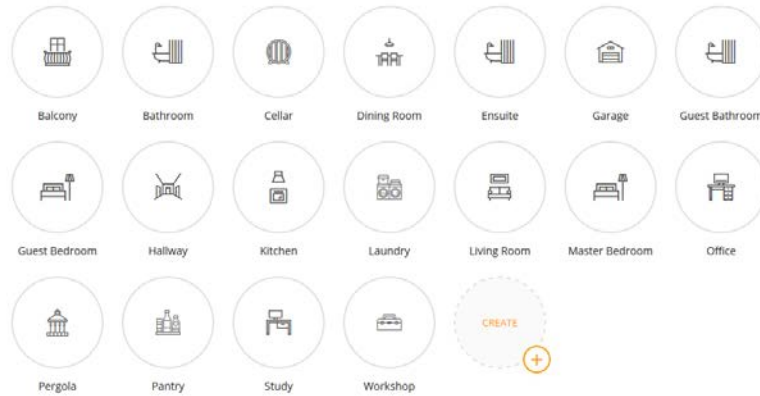 Balcony
Bathroom
Cellar
Dining Room
Ensuite
Garage
Guest Bathroom
Guest Bedroom
Hallway
Kitchen
Laundry
Living Room
Master Bedroom
Office
Pergola
Pantry
Study
Workshop
CREATE